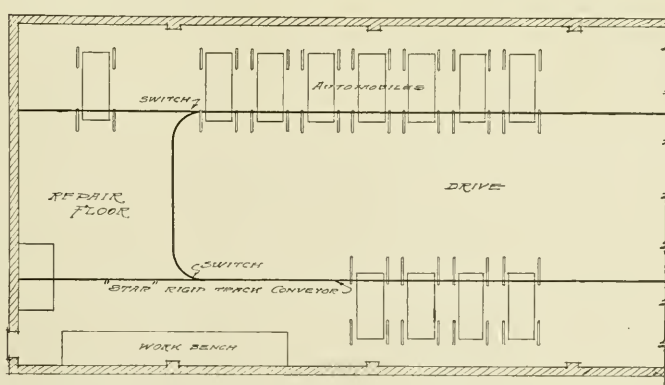 AUTOMOBILES
SWITCH
REPAIR
FLOOR
DRIVE
SWITCH
"STAR" RIGID TRACK CONVEYOR
WORK BENCH